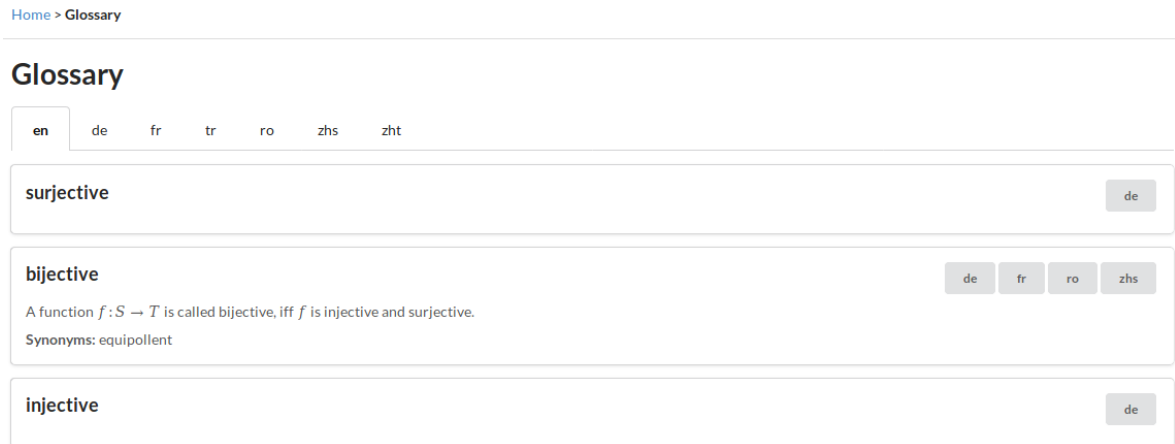 Home > Glossary
Glossary
en de fr tr ro zhs zht
surjective de
bijective de fr ro zhs
A function f : S → T is called bijective, iff f is injective and surjective.
Synonyms: equipollent
injective de